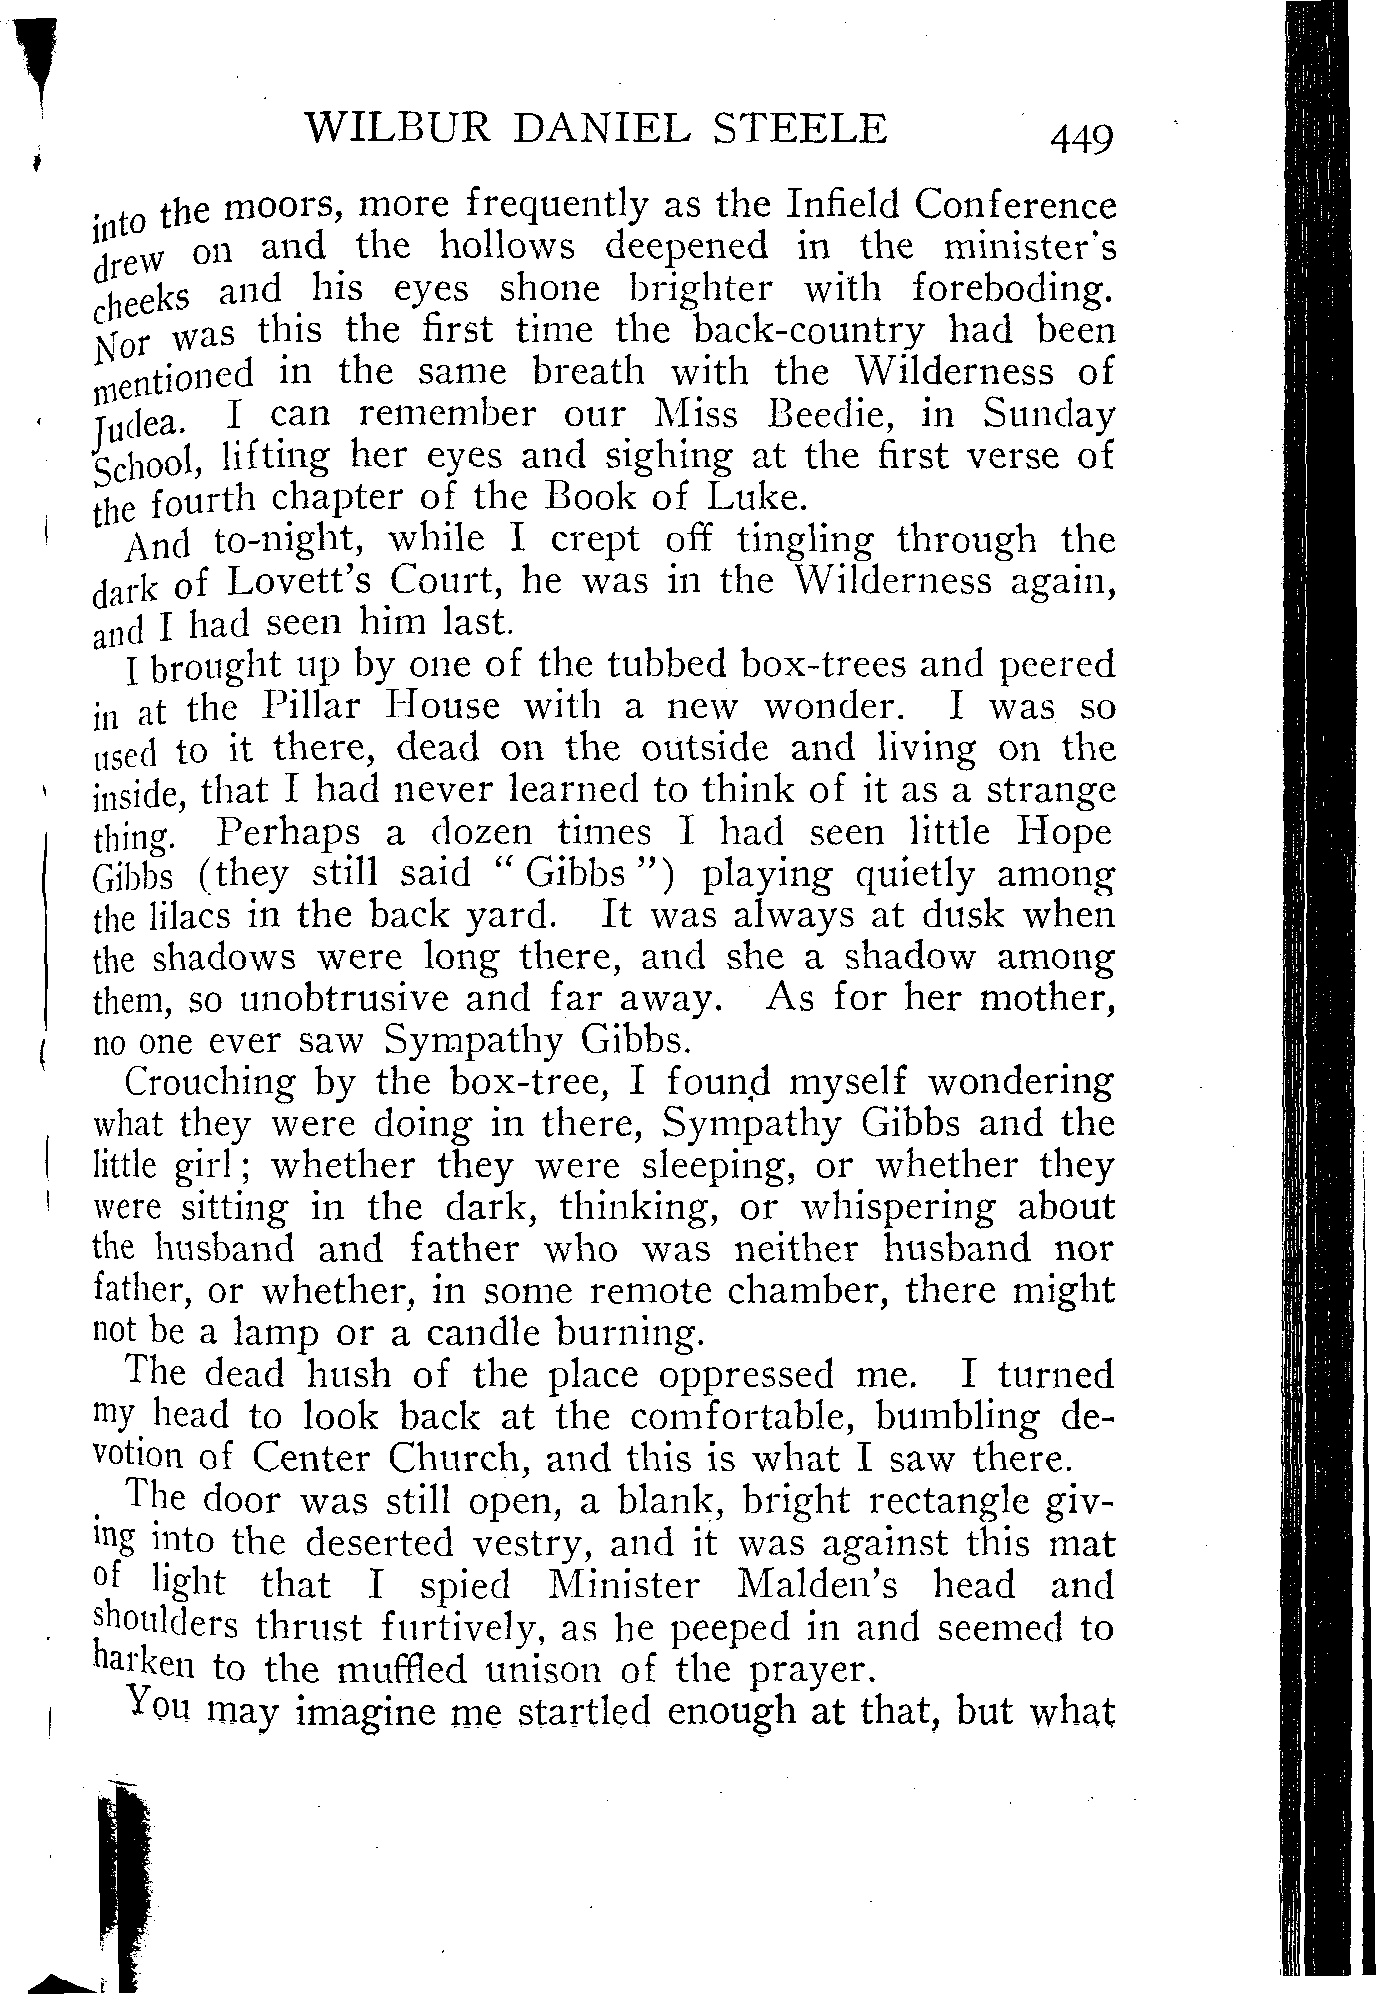 WILBUR DANIEL STEELE 449
into the moors, more frequently as the Infield Conference
drew on and the hollows deepened in the minister's
cheeks and his eyes shone brighter with foreboding.
Nor was this the first time the back-country had been
mentioned in the same breath with the Wilderness of
Judea. I can remember our Miss Beedie, in Sunday
School, lifting her eyes and sighing at the first verse of
the fourth chapter of the Book of Luke.
And to-night, while I crept off tingling through the
dark of Lovett's Court, he was in the Wilderness again,
and I had seen him last.
I brought up by one of the tubbed box-trees and peered
in at the Pillar House with a new wonder. I was so
used to it there, dead on the outside and living on the
inside, that I had never learned to think of it as a strange
thing. Perhaps a dozen times I had seen little Hope
Gibbs (they still said " Gibbs ") playing quietly among
the lilacs in the back yard. It was always at dusk when
the shadows were long there, and she a shadow among
them, so unobtrusive and far away. As for her mother,
no one ever saw Sympathy Gibbs.
Crouching by the box-tree, I found myself wondering
what they were doing in there, Sympathy Gibbs and the
little girl; whether they were sleeping, or whether they
were sitting in the dark, thinking, or whispering about
the husband and father who was neither husband nor
father, or whether, in some remote chamber, there might
not be a lamp or a candle burning.
The dead hush of the place oppressed me. I turned
my head to look back at the comfortable, bumbling de-
votion of Center Church, and this is what I saw there.
The door was still open, a blank, bright rectangle giv-
ing into the deserted vestry, and it was against this mat
of light that I spied Minister Malden's head and
shoulders thrust furtively, as he peeped in and seemed to
harken to the muffled unison of the prayer.
You may imagine me startled enough at that, but what